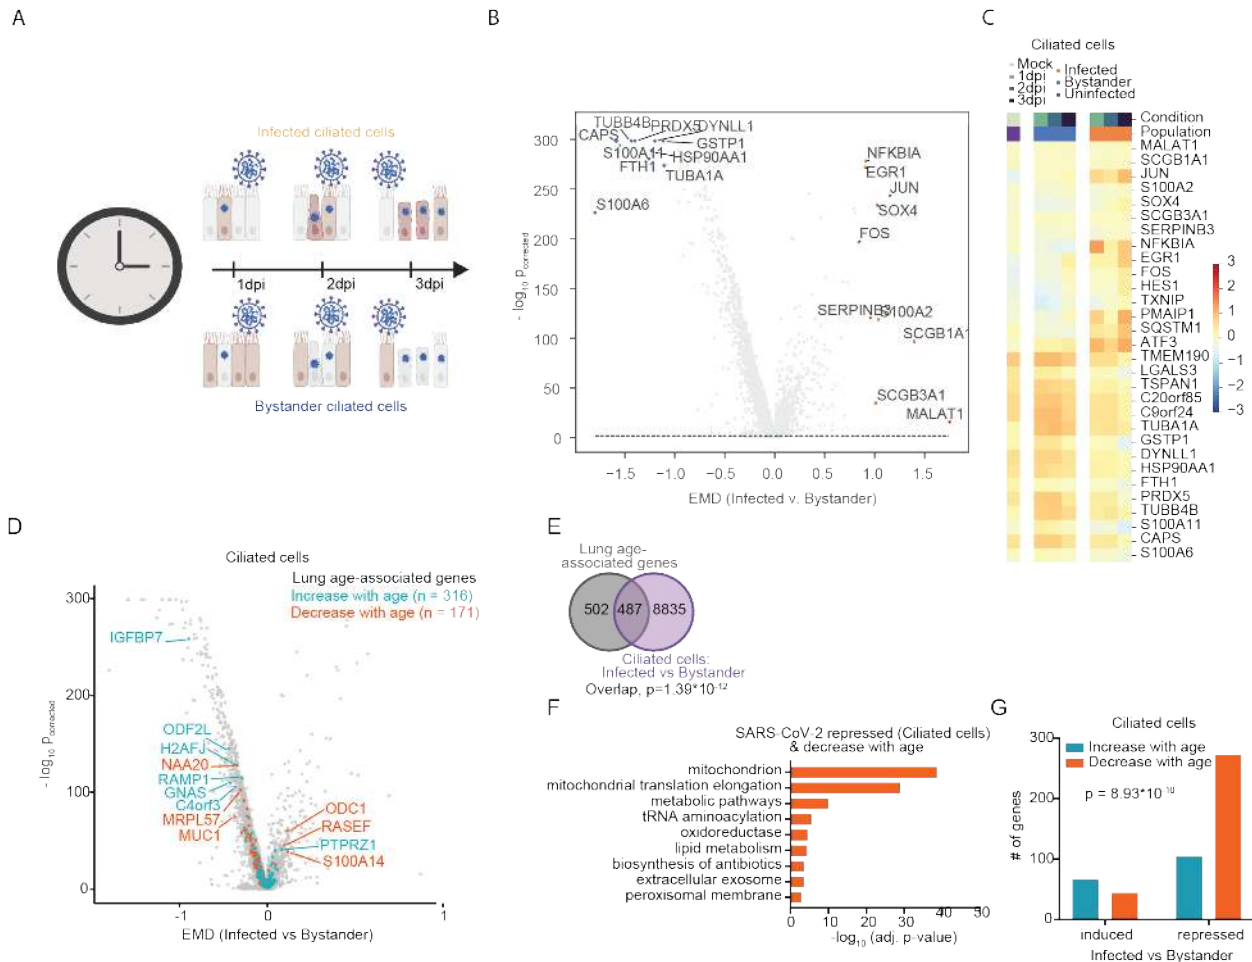 A
B
C
Infected ciliated cells
1dpi
2dpi
3dpi
Bystander ciliated cells
- log10 pcorrected
300
250
200
150
100
50
0
TUBB4B
PRDX5
DYNLL1
CAPS
GSTP1
S100A11
HSP90AA1
FTH1
TUBA1A
S100A6
NFKBIA
EGR1
JUN
SOX4
FOS
SERPINB3
S100A2
SCGB1A1
SCGB3A1
MALAT1
−1.5
−1.0
−0.5
0.0
0.5
1.0
1.5
EMD (Infected v. Bystander)
Ciliated cells
Mock
1dpi
2dpi
3dpi
Infected
Bystander
Uninfected
Condition
Population
MALAT1
SCGB1A1
JUN
S100A2
SOX4
SCGB3A1
SERPINB3
NFKBIA
EGR1
FOS
HES1
TXNIP
PMAIP1
SQSTM1
ATF3
TMEM190
LGALS3
TSPAN1
C20orf85
C9orf24
TUBA1A
GSTP1
DYNLL1
HSP90AA1
FTH1
PRDX5
TUBB4B
S100A11
CAPS
S100A6
3
2
1
0
−1
−2
−3
D
Ciliated cells
Lung age-associated genes
Increase with age (n = 316)
Decrease with age (n = 171)
- log10 pcorrected
300
200
100
0
IGFBP7
ODF2L
H2AFJ
NAA20
RAMP1
GNAS
C4orf3
MRPL57
MUC1
ODC1
RASEF
PTPRZ1
S100A14
-1
0
1
EMD (Infected vs Bystander)
E
Lung age-
associated genes
502
487
8835
Ciliated cells:
Infected vs Bystander
Overlap, p=1.39*10-12
F
SARS-CoV-2 repressed (Ciliated cells)
& decrease with age
mitochondrion
mitochondrial translation elongation
metabolic pathways
tRNA aminoacylation
oxidoreductase
lipid metabolism
biosynthesis of antibiotics
extracellular exosome
peroxisomal membrane
0
10
20
30
40
50
-log10 (adj. p-value)
G
Ciliated cells
Increase with age
Decrease with age
p = 8.93*10-10
# of genes
300
200
100
0
induced
repressed
Infected vs Bystander